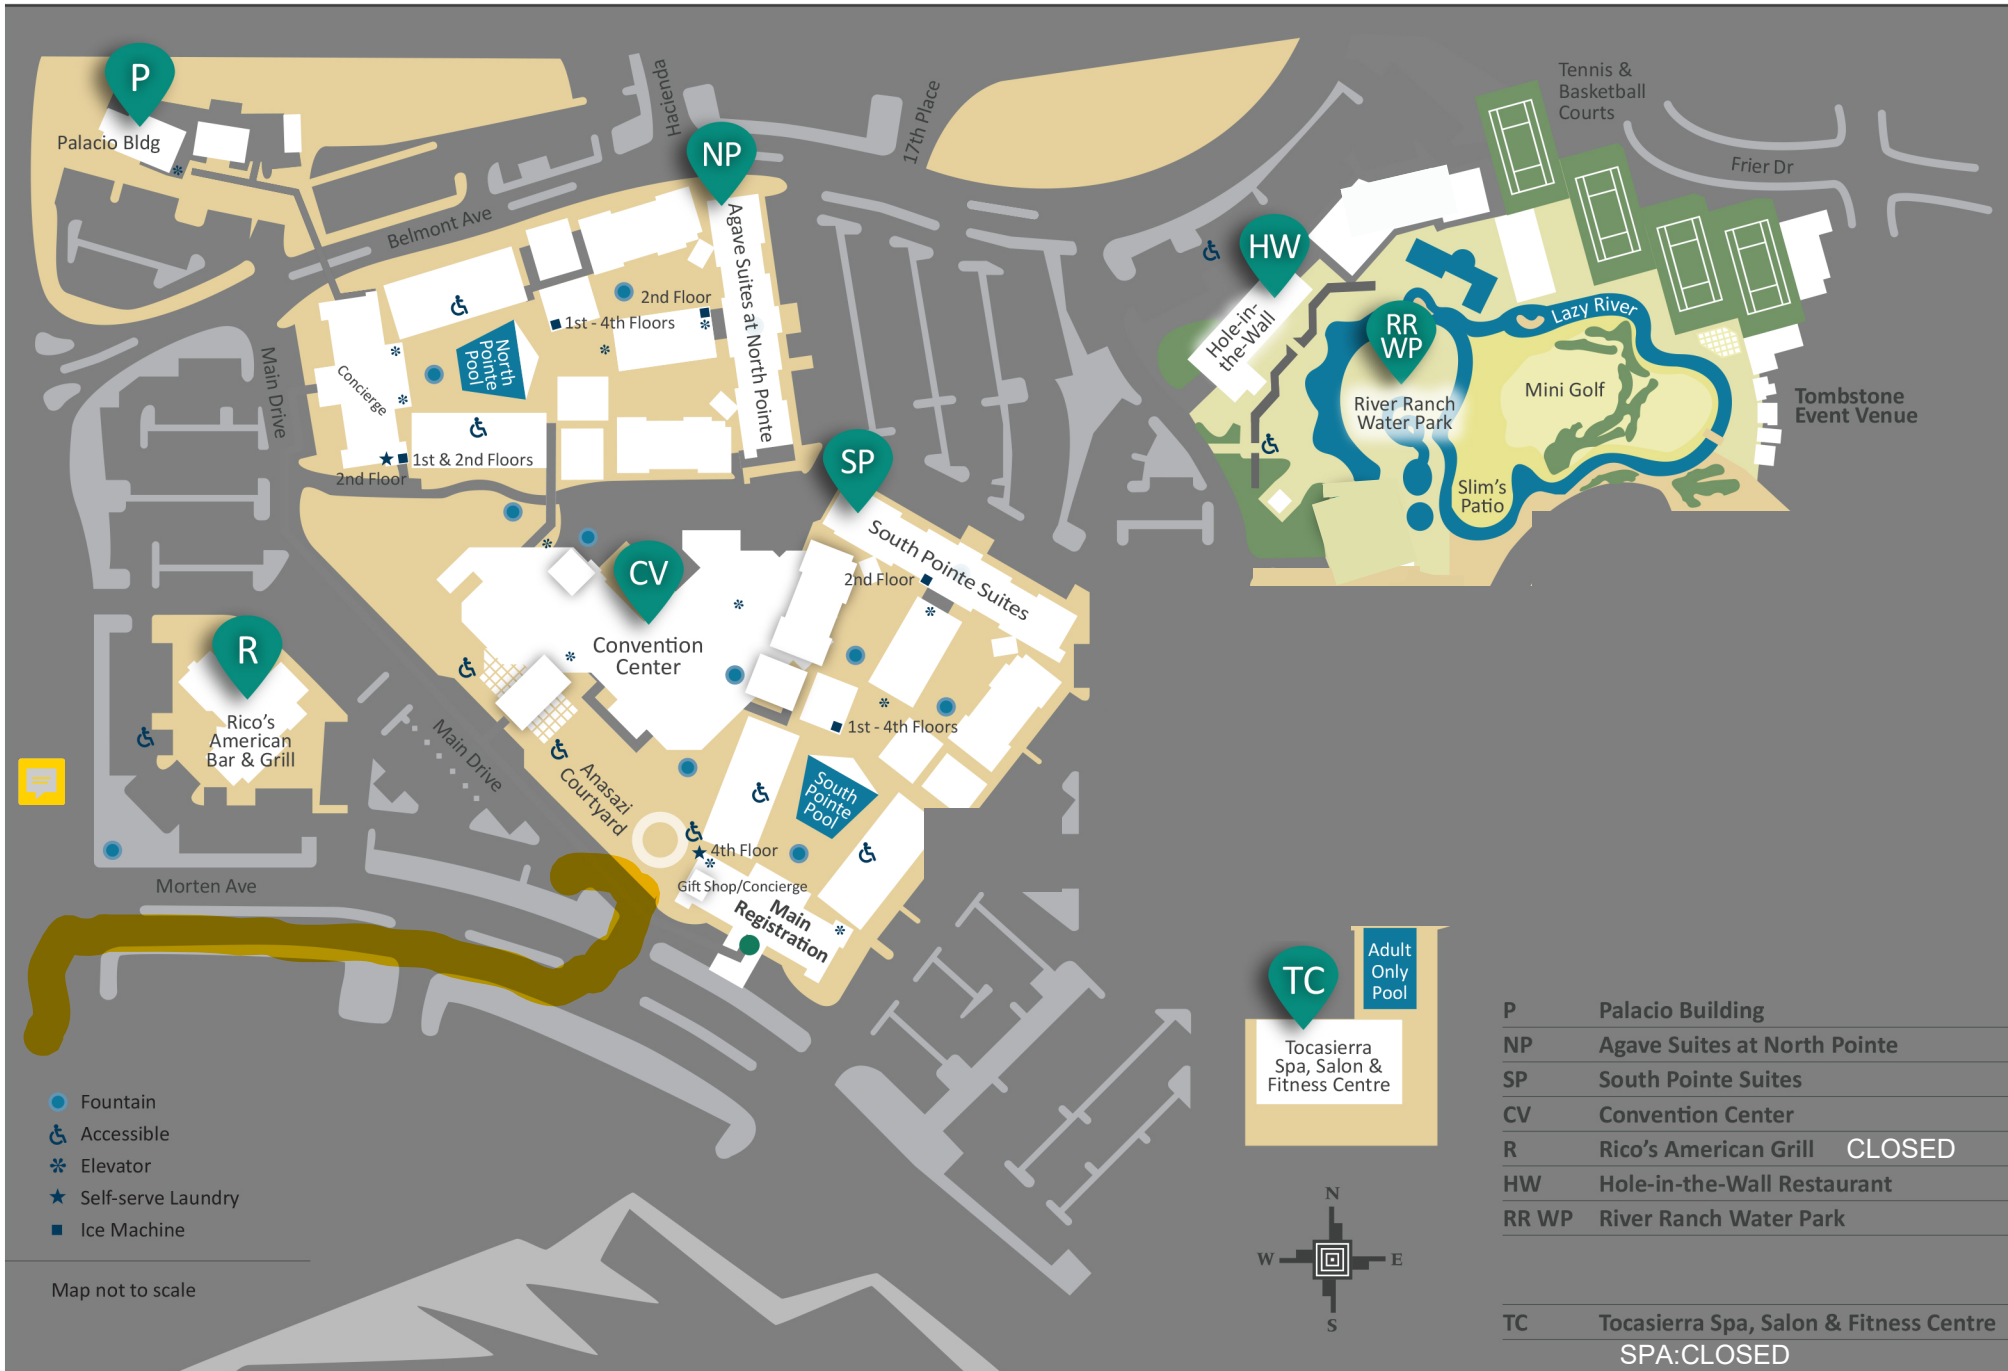 P
Palacio Bldg
Hacienda
NP
17th Place
Tennis &
Basketball
Courts
Frier Dr
Belmont Ave
Agave Suites at North Pointe
HW
Hole-in-
the-Wall
RR
WP
River Ranch
Water Park
Lazy River
Mini Golf
Slim's
Patio
Tombstone
Event Venue
2nd Floor
1st - 4th Floors
North
Pointe
Pool
Concierge
Main Drive
1st & 2nd Floors
2nd Floor
SP
South Pointe Suites
2nd Floor
CV
Convention
Center
R
Rico's
American
Bar & Grill
Main Drive
1st - 4th Floors
South
Pointe
Pool
Anasazi
Courtyard
4th Floor
Gift Shop/Concierge
Main
Registration
Morten Ave
Adult
Only
Pool
TC
Tocasierra
Spa, Salon &
Fitness Centre
Fountain
Accessible
Elevator
Self-serve Laundry
Ice Machine
Map not to scale
N
W E
S
P Palacio Building
NP Agave Suites at North Pointe
SP South Pointe Suites
CV Convention Center
R Rico's American Grill CLOSED
HW Hole-in-the-Wall Restaurant
RR WP River Ranch Water Park
TC Tocasierra Spa, Salon & Fitness Centre
SPA:CLOSED